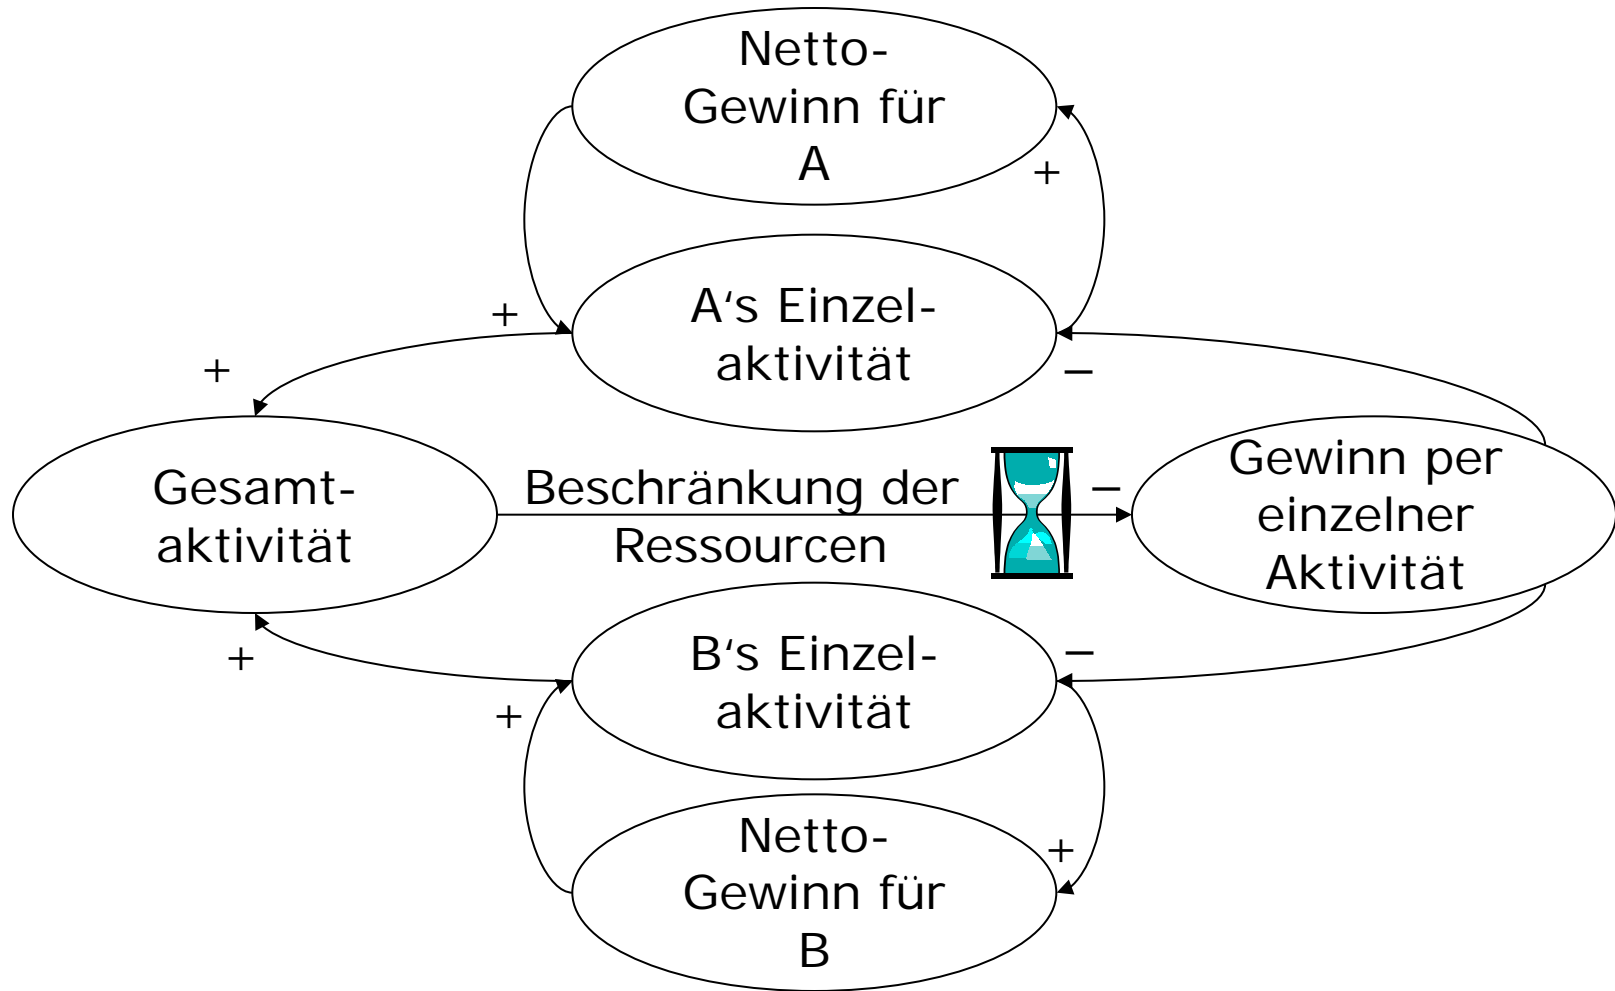 Netto-
Gewinn für
A
+
A‘s Einzel-
aktivität
+
+
−
Gesamt-
aktivität
Beschränkung der
Ressourcen
−
Gewinn per
einzelner
Aktivität
+
B‘s Einzel-
aktivität
−
+
Netto-
Gewinn für
B
+